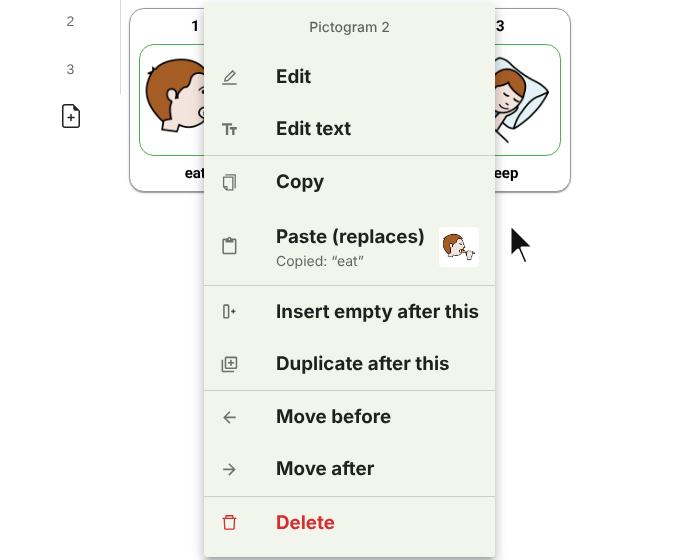 2
3
1
3
eat
eep
Pictogram 2
Edit
Edit text
Copy
Paste (replaces)
Copied: “eat”
Insert empty after this
Duplicate after this
Move before
Move after
Delete